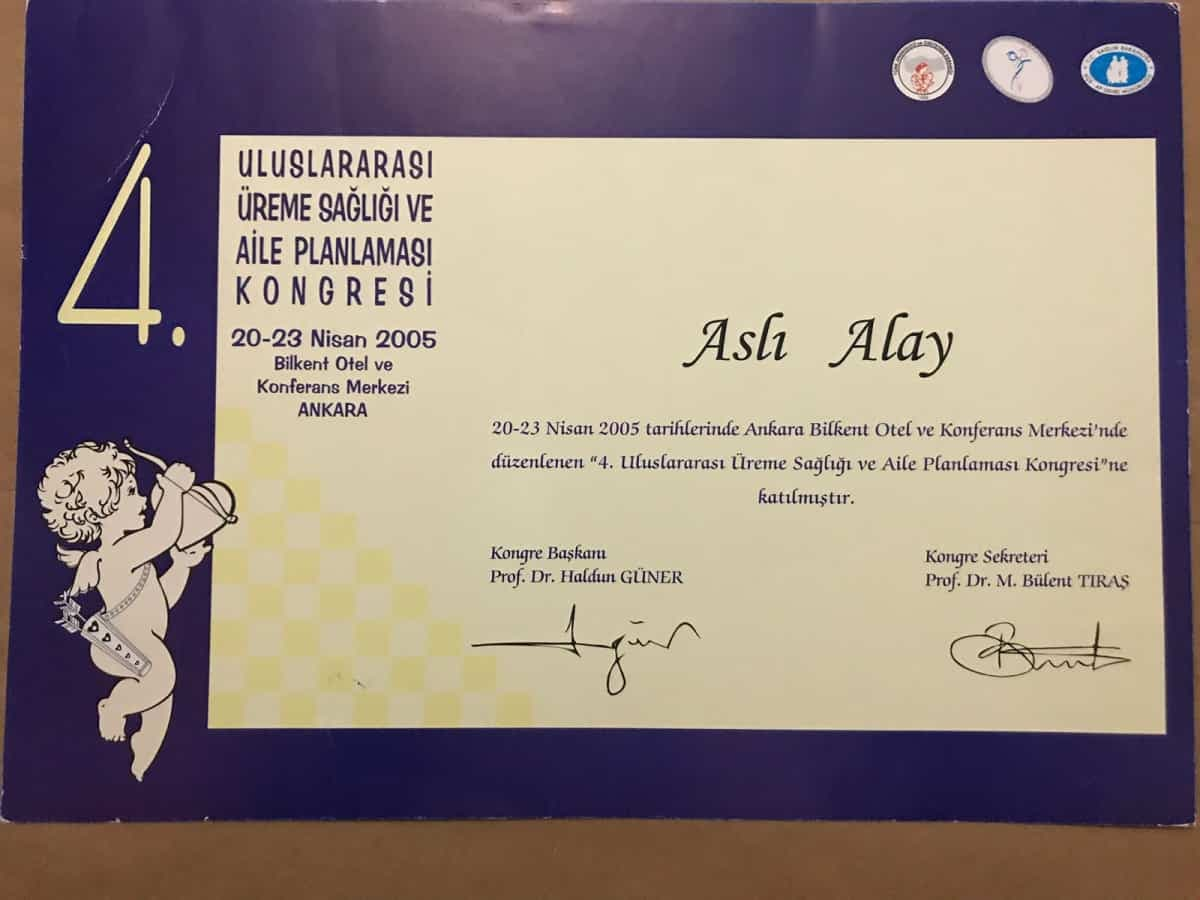 4.
ULUSLARARASI
ÜREME SAĞLIĞI VE
AİLE PLANLAMASI
KONGRESİ
20-23 Nisan 2005
Bilkent Otel ve
Konferans Merkezi
ANKARA
Aslı Alay
20-23 Nisan 2005 tarihlerinde Ankara Bilkent Otel ve Konferans Merkezi'nde
düzenlenen "4. Uluslararası Üreme Sağlığı ve Aile Planlaması Kongresi"ne
katılmıştır.
Kongre Başkanı
Prof. Dr. Haldun GÜNER
Kongre Sekreteri
Prof. Dr. M. Bülent TIRAŞ